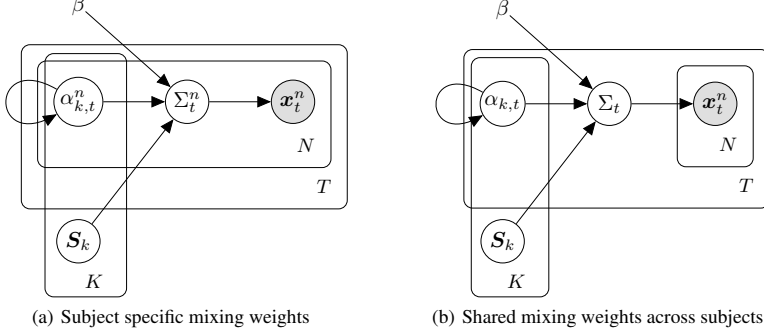 β
α^n_{k,t}
Σ^n_t
x^n_t
N
T
S_k
K
(a) Subject specific mixing weights
β
α_{k,t}
Σ_t
x^n_t
N
T
S_k
K
(b) Shared mixing weights across subjects